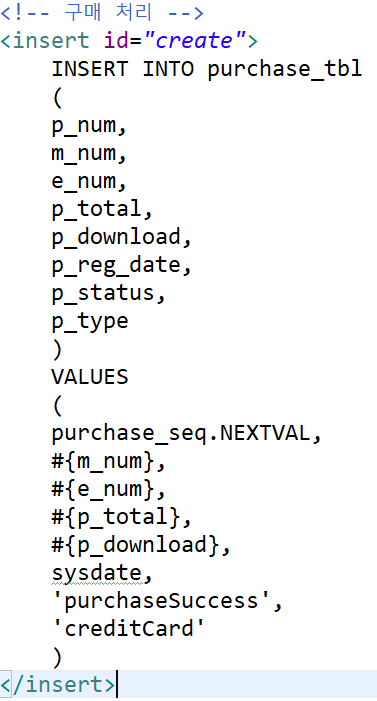 <!-- 구매 처리 -->
<insert id="create">
INSERT INTO purchase_tbl
(
p_num,
m_num,
e_num,
p_total,
p_download,
p_reg_date,
p_status,
p_type
)
VALUES
(
purchase_seq.NEXTVAL,
#{m_num},
#{e_num},
#{p_total},
#{p_download},
sysdate,
'purchaseSuccess',
'creditCard'
)
</insert>